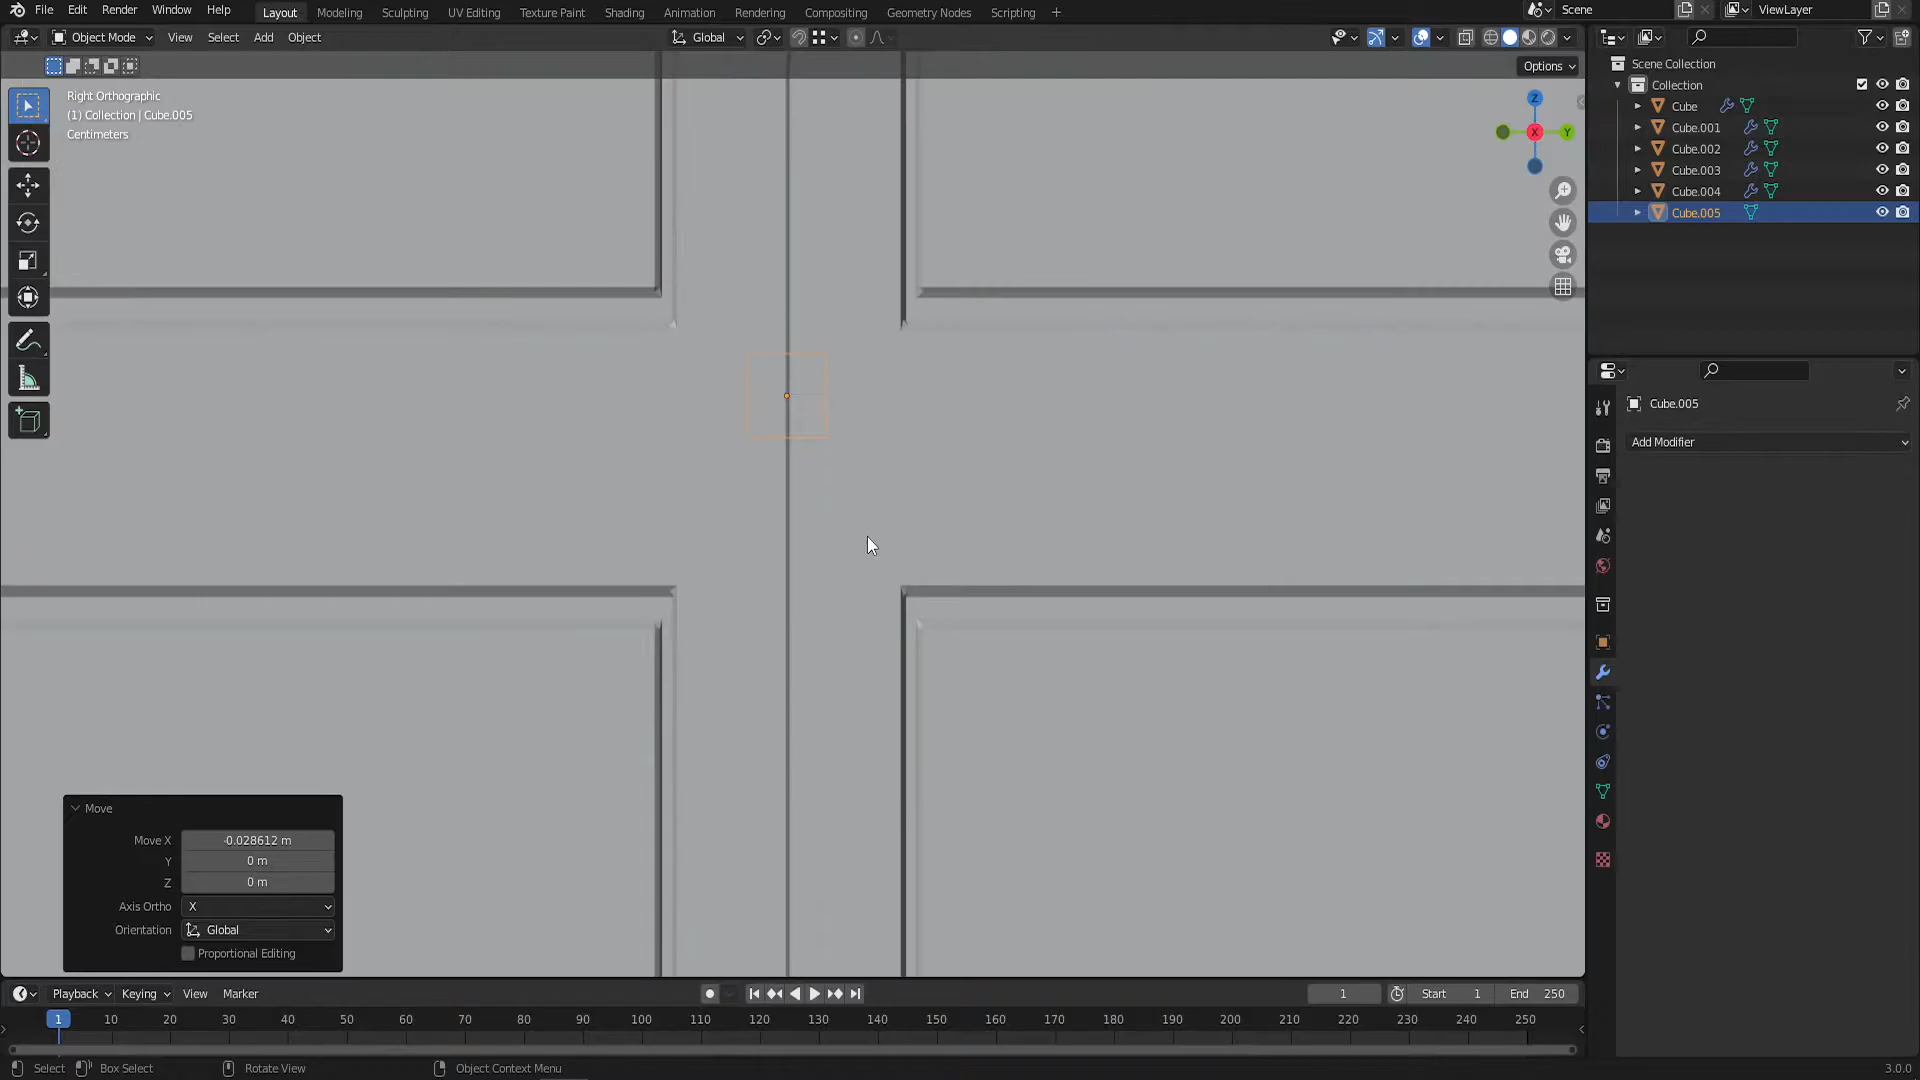 File Edit Render Window Help Layout Modeling Sculpting UV Editing Texture Paint Shading Animation Rendering Compositing Geometry Nodes Scripting + Scene ViewLayer
Object Mode View Select Add Object Global
Options
Right Orthographic
(1) Collection | Cube.005
Centimeters
Z
X
Y
Scene Collection
Collection
Cube
Cube.001
Cube.002
Cube.003
Cube.004
Cube.005
Cube.005
Add Modifier
Move
Move X -0.028612 m
Y 0 m
Z 0 m
Axis Ortho X
Orientation Global
Proportional Editing
Playback Keying View Marker 1 Start 1 End 250
1 10 20 30 40 50 60 70 80 90 100 110 120 130 140 150 160 170 180 190 200 210 220 230 240 250
Select Box Select Rotate View Object Context Menu 3.0.0